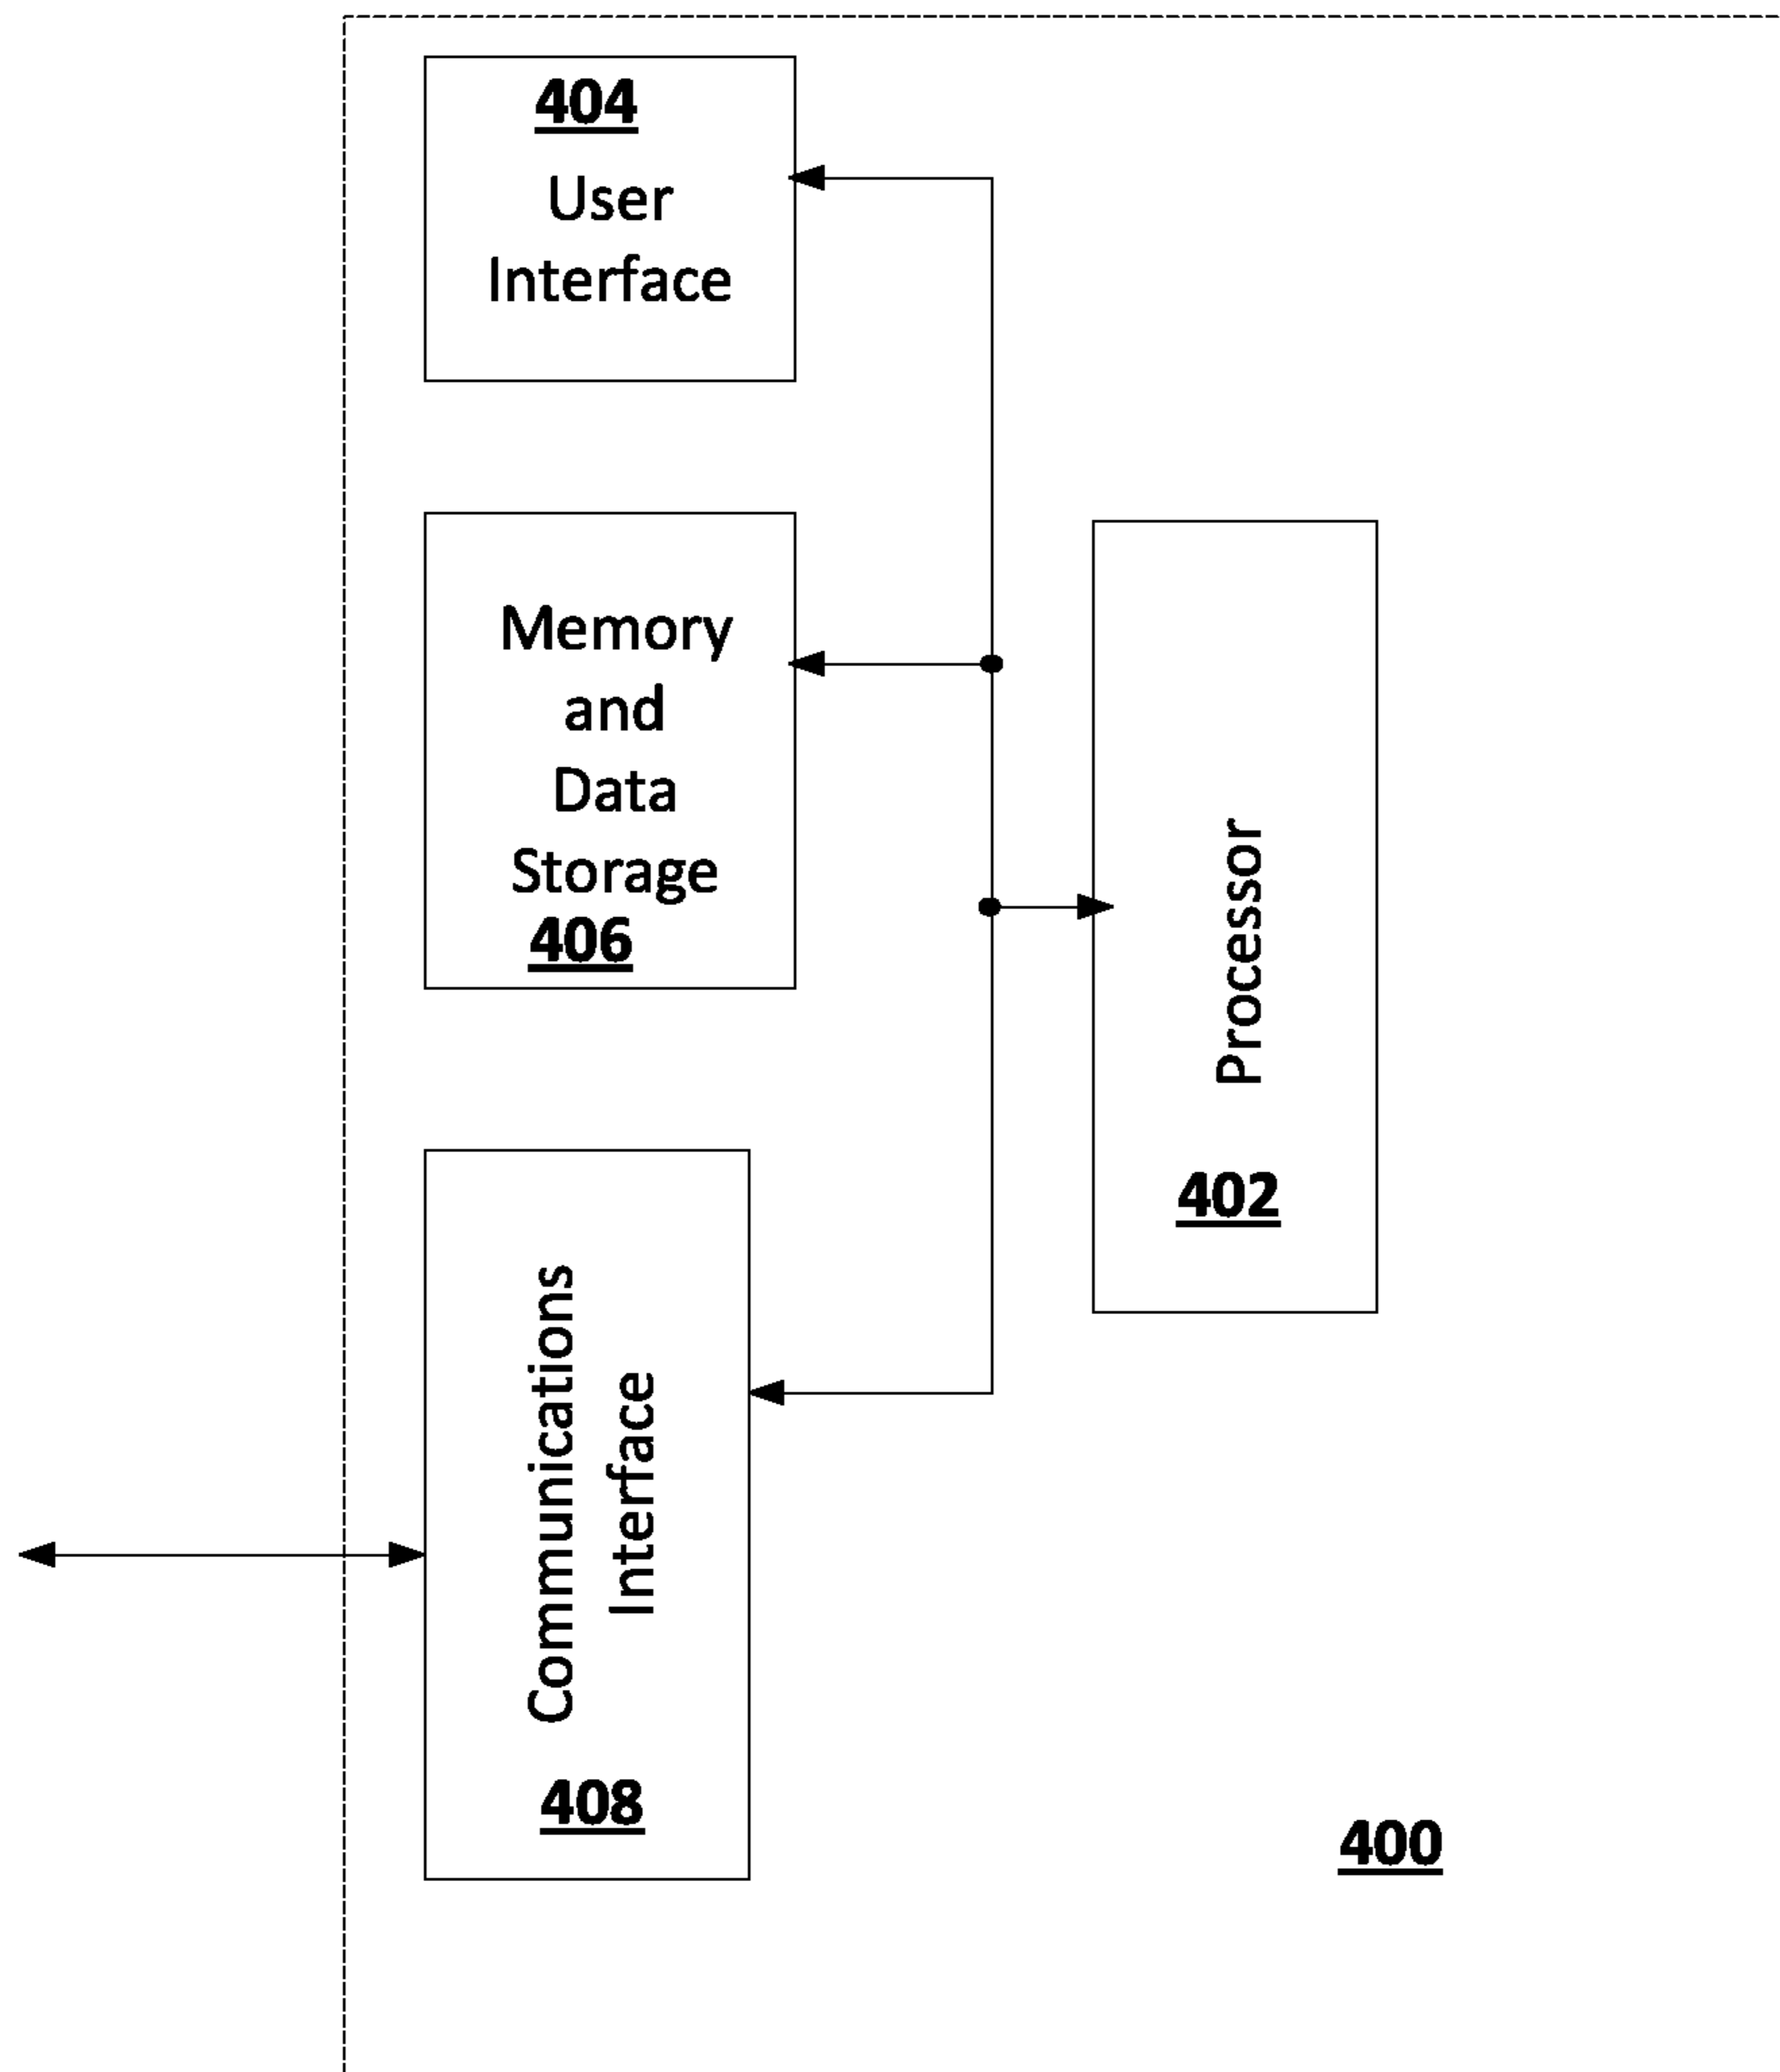 404
User
Interface
Memory
and
Data
Storage
406
Processor
402
Communications
Interface
408
400